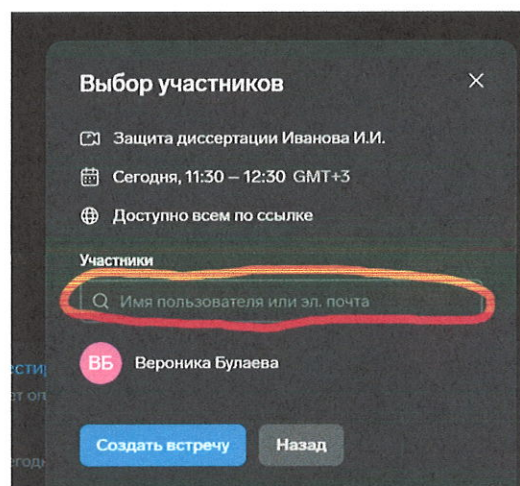 Выбор участников
Защита диссертации Иванова И.И.
Сегодня, 11:30 – 12:30 GMT+3
Доступно всем по ссылке
Участники
Имя пользователя или эл. почта
ВБ Вероника Булаева
Создать встречу Назад